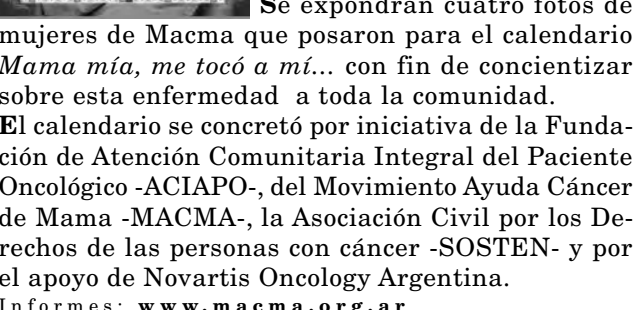 Se expondrán cuatro fotos de
mujeres de Macma que posaron para el calendario
Mama mía, me tocó a mí... con fin de concientizar
sobre esta enfermedad a toda la comunidad.
El calendario se concretó por iniciativa de la Funda-
ción de Atención Comunitaria Integral del Paciente
Oncológico -ACIAPO-, del Movimiento Ayuda Cáncer
de Mama -MACMA-, la Asociación Civil por los De-
rechos de las personas con cáncer -SOSTEN- y por
el apoyo de Novartis Oncology Argentina.
Informes: www.macma.org.ar